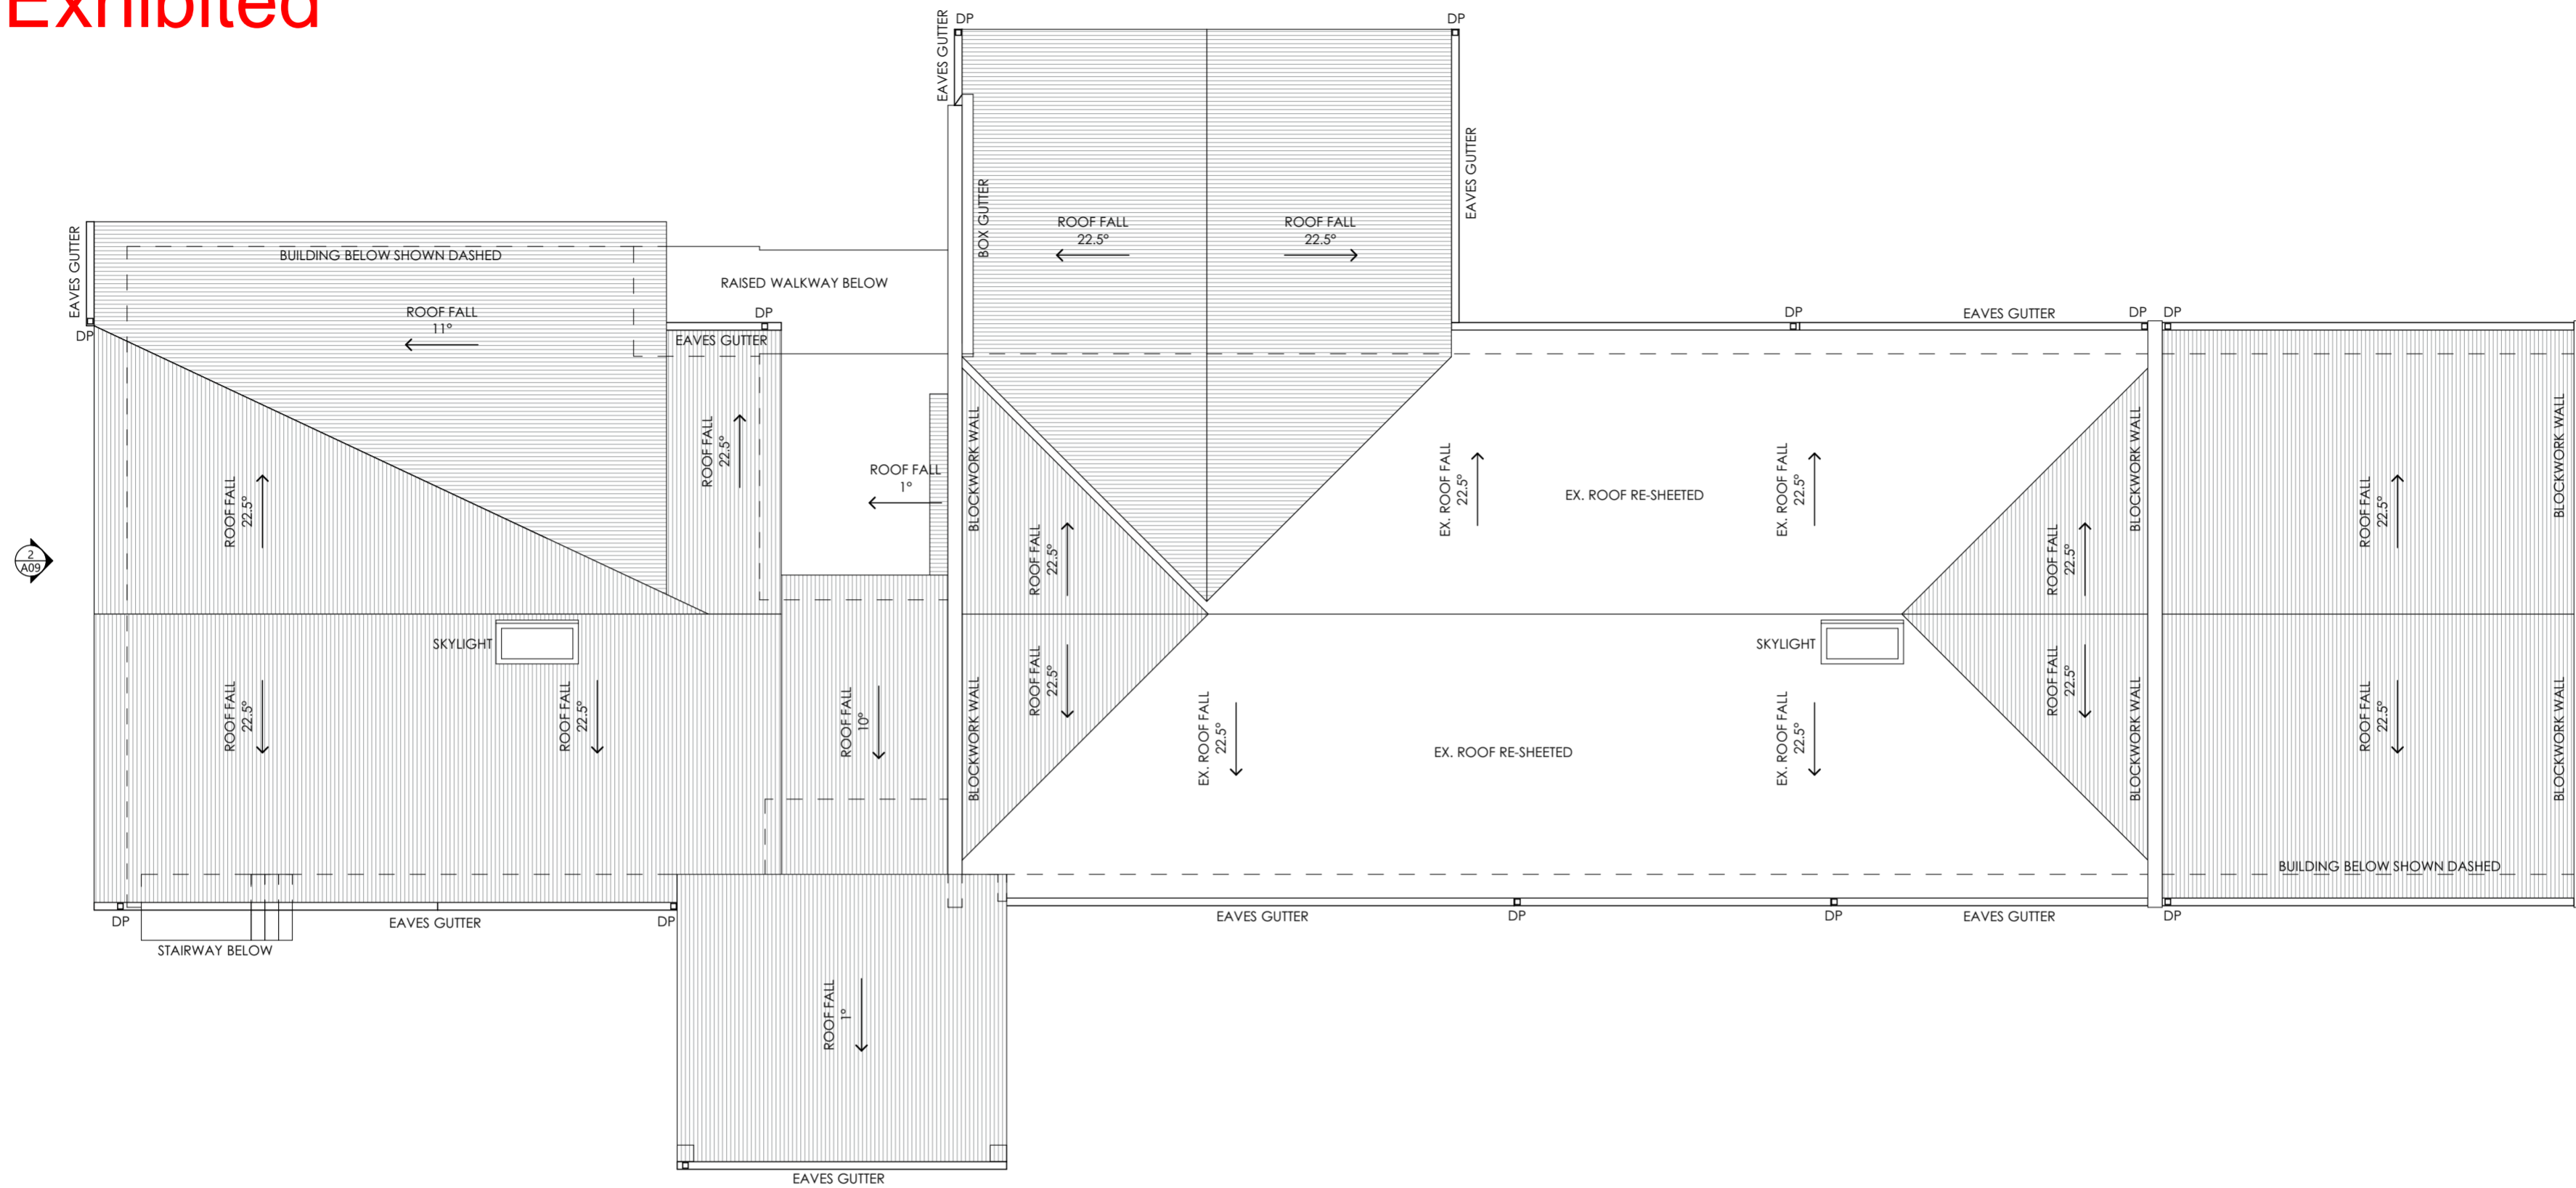 Exhibited
EAVES GUTTER
DP
DP
EAVES GUTTER
BOX GUTTER
ROOF FALL
22.5°
ROOF FALL
22.5°
EAVES GUTTER
BUILDING BELOW SHOWN DASHED
RAISED WALKWAY BELOW
ROOF FALL
11°
DP
DP
EAVES GUTTER
DP
EAVES GUTTER
DP
DP
ROOF FALL
22.5°
ROOF FALL
22.5°
ROOF FALL
1°
BLOCKWORK WALL
ROOF FALL
22.5°
EX. ROOF FALL
22.5°
EX. ROOF RE-SHEETED
EX. ROOF FALL
22.5°
ROOF FALL
22.5°
BLOCKWORK WALL
ROOF FALL
22.5°
BLOCKWORK WALL
2
A09
SKYLIGHT
SKYLIGHT
ROOF FALL
22.5°
ROOF FALL
22.5°
ROOF FALL
10°
BLOCKWORK WALL
ROOF FALL
22.5°
EX. ROOF FALL
22.5°
EX. ROOF RE-SHEETED
EX. ROOF FALL
22.5°
ROOF FALL
22.5°
BLOCKWORK WALL
ROOF FALL
22.5°
BLOCKWORK WALL
BUILDING BELOW SHOWN DASHED
DP
EAVES GUTTER
DP
EAVES GUTTER
DP
DP
EAVES GUTTER
DP
STAIRWAY BELOW
ROOF FALL
1°
EAVES GUTTER